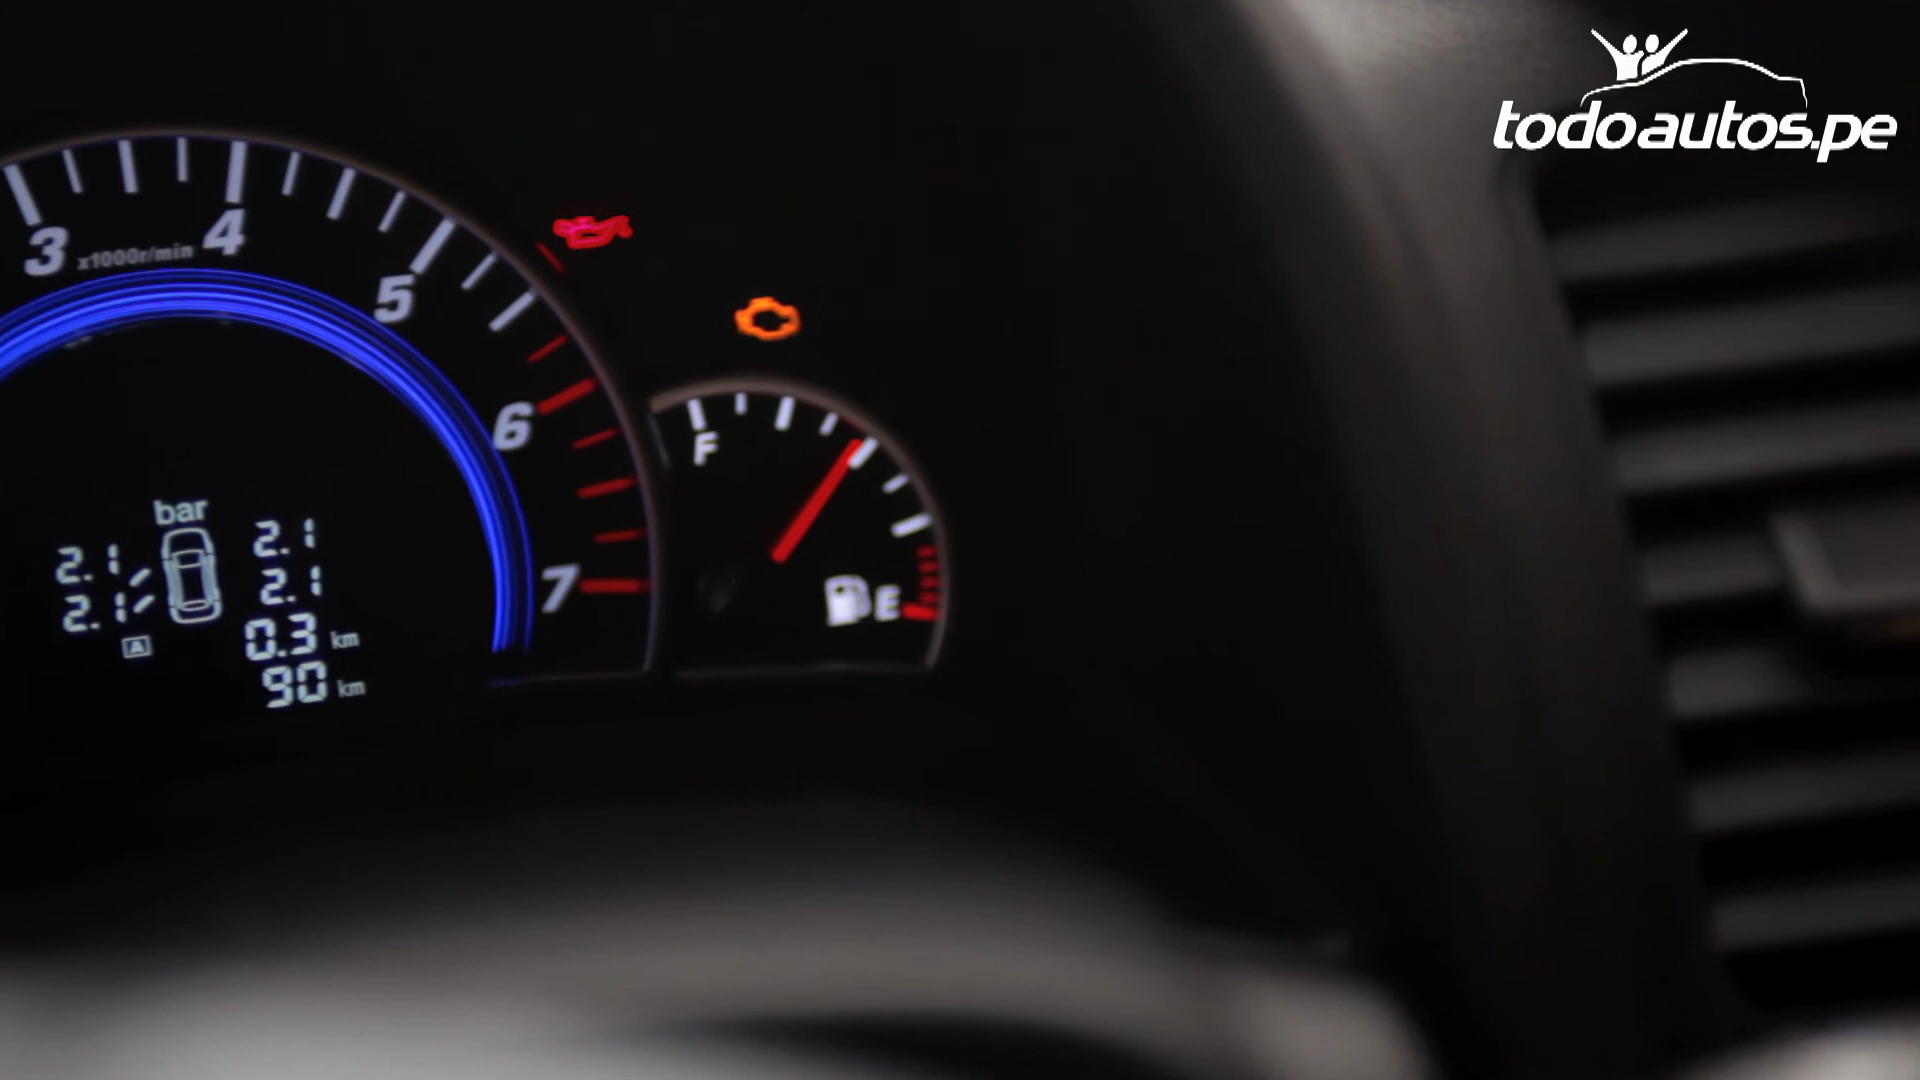 todoautos.pe
3 x1000r/min 4
5
6
7
F
E
bar
2.1 2.1
2.1 2.1
A
0.3 km
90 km